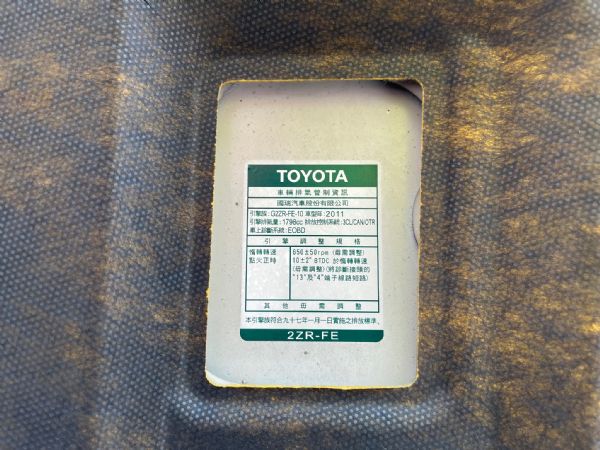 TOYOTA
車輛排氣管制資訊
國瑞汽車股份有限公司
引擎族:G2ZR-FE-10 車型年:2011
引擎排氣量:1798cc 排放控制系統:3CL/CAN/OTR
車上診斷系統:EOBD
引擎調整規格
惰轉轉速 650±50rpm (毋需調整)
點火正時 10±2° BTDC 於惰轉轉速
(毋需調整)(將診斷接頭的
"13"及"4"端子線路短路)
其他毋需調整
本引擎族符合九十七年一月一日實施之排放標準.
2ZR-FE